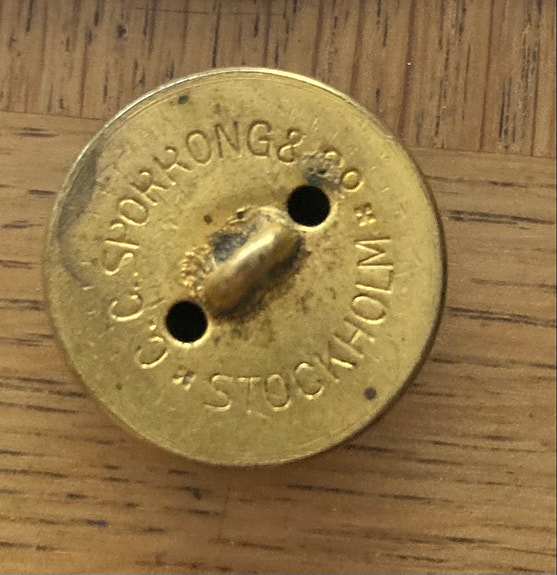 C.C. SPORRONG & Co
* STOCKHOLM *